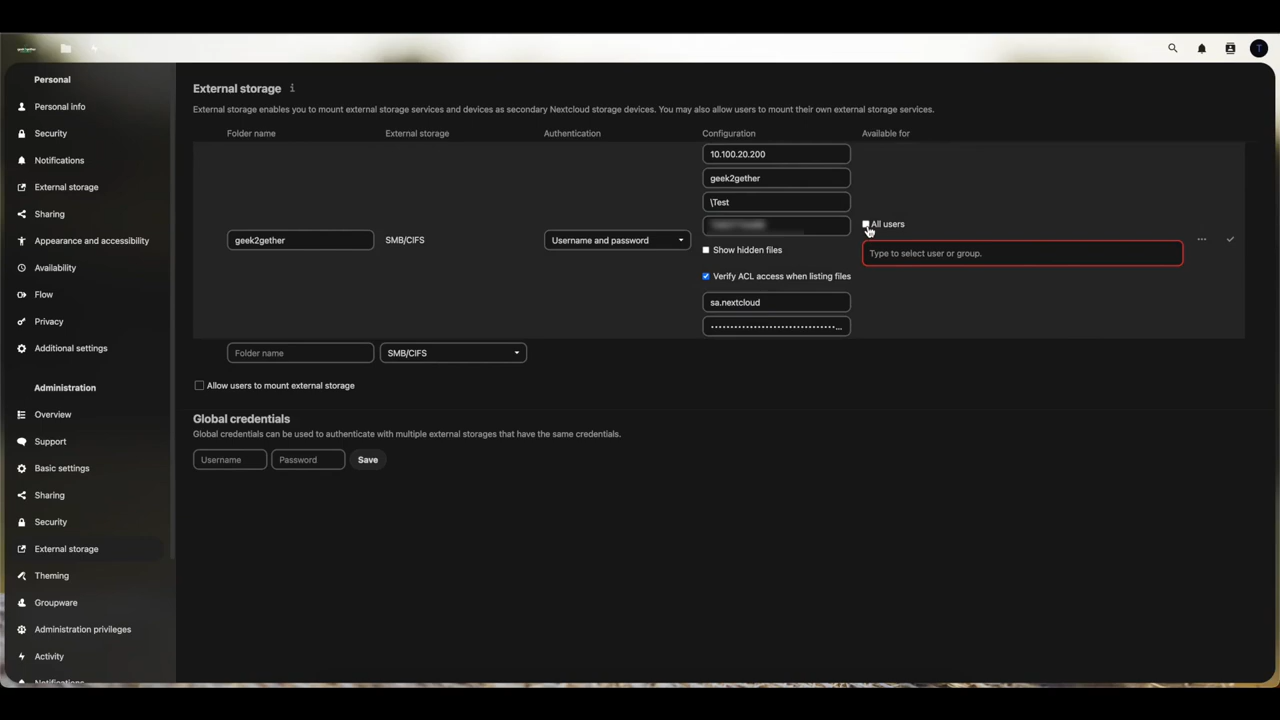 T
Personal
Personal info
Security
Notifications
External storage
Sharing
Appearance and accessibility
Availability
Flow
Privacy
Additional settings
Administration
Overview
Support
Basic settings
Sharing
Security
External storage
Theming
Groupware
Administration privileges
Activity
Notifications
External storage
External storage enables you to mount external storage services and devices as secondary Nextcloud storage devices. You may also allow users to mount their own external storage services.
Folder name External storage Authentication Configuration Available for
10.100.20.200
geek2gether
\Test
All users
geek2gether SMB/CIFS Username and password
Show hidden files
Type to select user or group.
Verify ACL access when listing files
sa.nextcloud
••••••••••••••••••••••••••••••••...
Folder name SMB/CIFS
Allow users to mount external storage
Global credentials
Global credentials can be used to authenticate with multiple external storages that have the same credentials.
Username Password Save